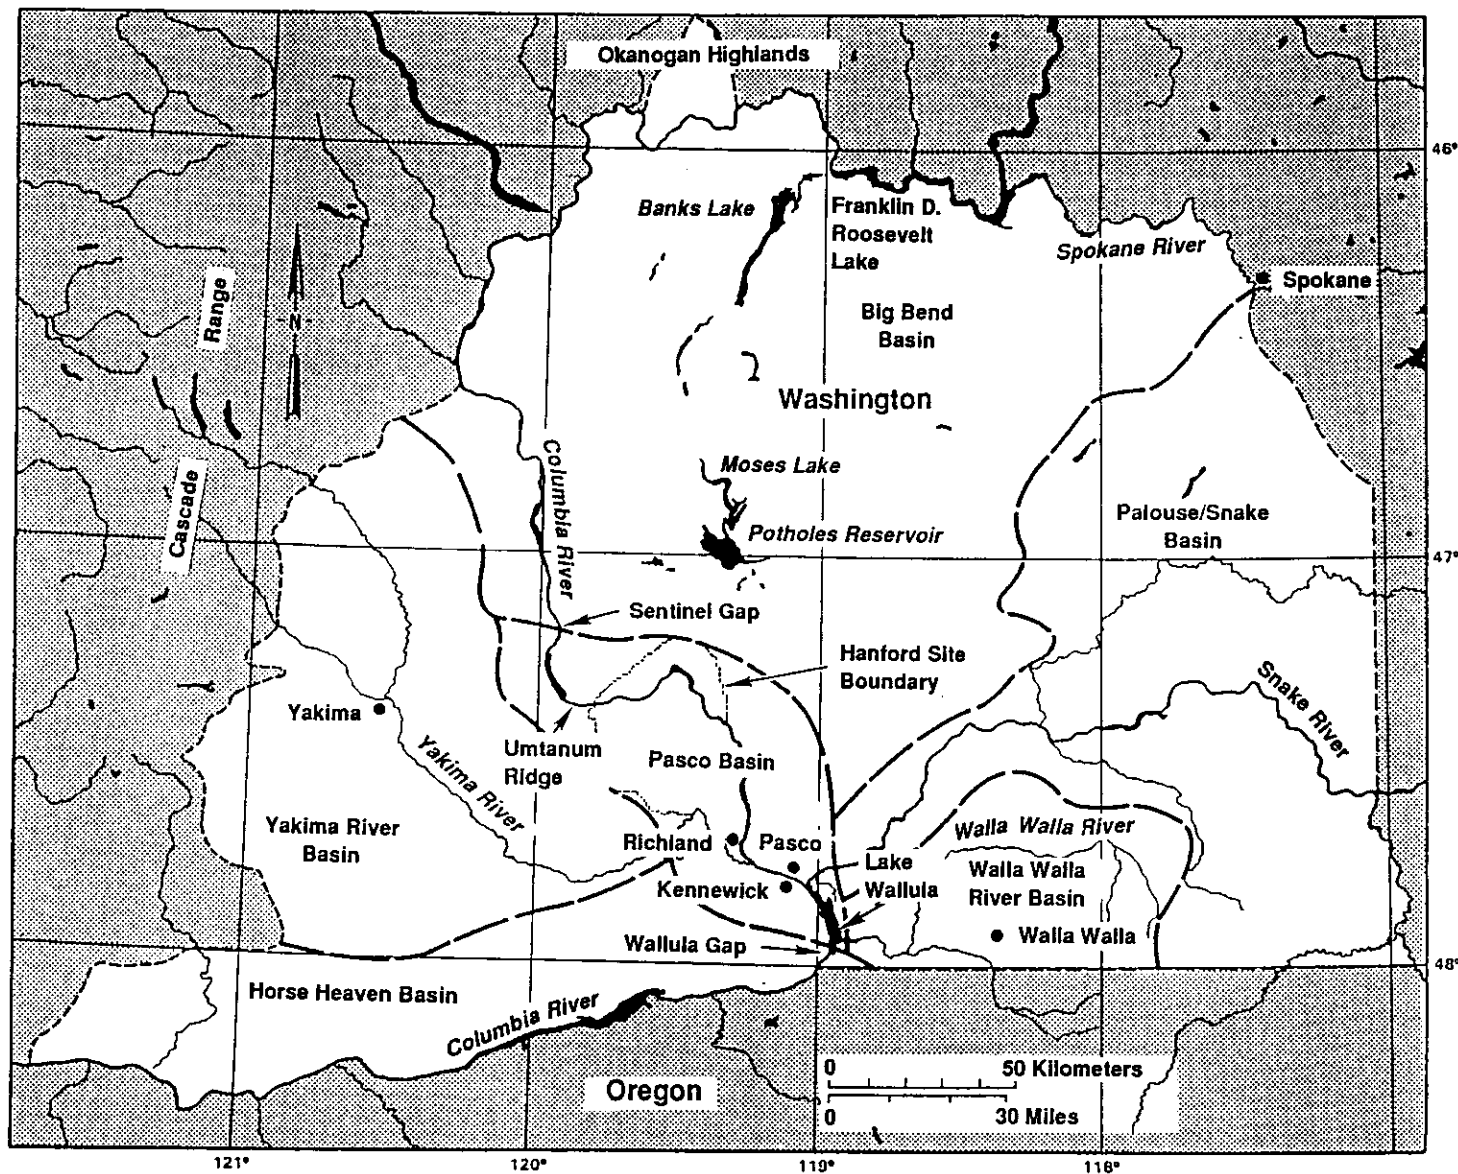 Okanogan Highlands
46°
Banks Lake
Franklin D.
Roosevelt
Lake
Spokane River
Spokane
Range
N
Big Bend
Basin
Washington
Columbia River
Moses Lake
Cascade
Potholes Reservoir
Palouse/Snake
Basin
47°
Sentinel Gap
Hanford Site
Boundary
Snake River
Yakima
Umtanum
Ridge
Pasco Basin
Yakima River
Yakima River
Basin
Richland
Pasco
Walla Walla River
Lake
Wallula
Walla Walla
River Basin
Kennewick
Walla Walla
Wallula Gap
48°
Horse Heaven Basin
Columbia River
Oregon
0 50 Kilometers
0 30 Miles
121° 120° 119° 118°